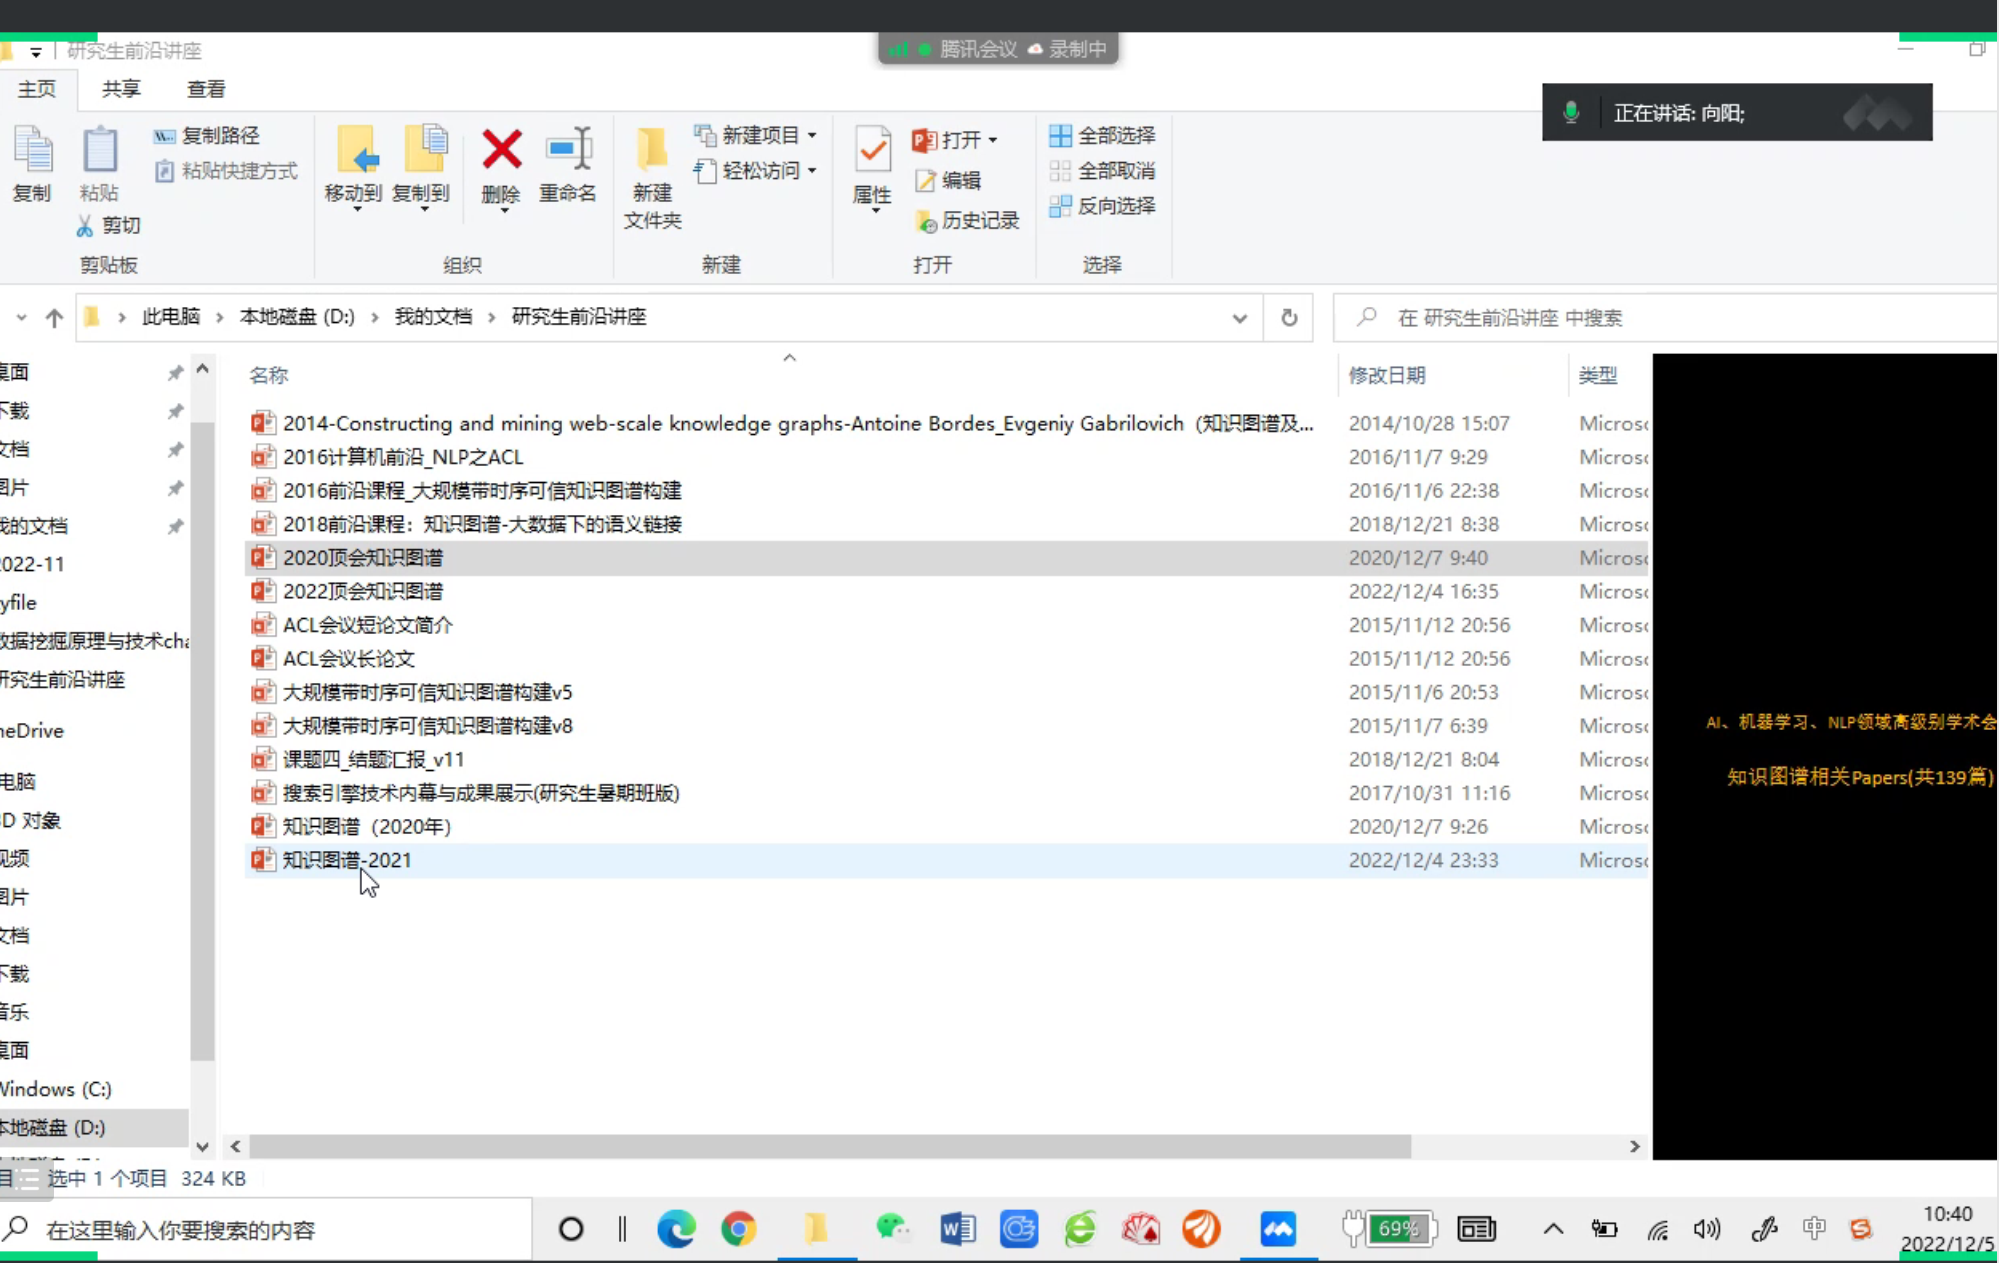 研究生前沿讲座
腾讯会议 录制中
主页 共享 查看
正在讲话: 向阳;
复制
粘贴
复制路径
粘贴快捷方式
剪切
剪贴板
移动到
复制到
删除
重命名
组织
新建
文件夹
新建项目
轻松访问
新建
属性
打开
编辑
历史记录
打开
全部选择
全部取消
反向选择
选择
此电脑 > 本地磁盘 (D:) > 我的文档 > 研究生前沿讲座
在 研究生前沿讲座 中搜索
桌面
下载
文档
图片
我的文档
2022-11
yfile
数据挖掘原理与技术cha
研究生前沿讲座
neDrive
电脑
3D 对象
视频
图片
文档
下载
音乐
桌面
Windows (C:)
本地磁盘 (D:)
名称 修改日期 类型
2014-Constructing and mining web-scale knowledge graphs-Antoine Bordes_Evgeniy Gabrilovich（知识图谱及... 2014/10/28 15:07 Microso
2016计算机前沿_NLP之ACL 2016/11/7 9:29 Microso
2016前沿课程_大规模带时序可信知识图谱构建 2016/11/6 22:38 Microso
2018前沿课程：知识图谱-大数据下的语义链接 2018/12/21 8:38 Microso
2020顶会知识图谱 2020/12/7 9:40 Microso
2022顶会知识图谱 2022/12/4 16:35 Microso
ACL会议短论文简介 2015/11/12 20:56 Microso
ACL会议长论文 2015/11/12 20:56 Microso
大规模带时序可信知识图谱构建v5 2015/11/6 20:53 Microso
大规模带时序可信知识图谱构建v8 2015/11/7 6:39 Microso
课题四_结题汇报_v11 2018/12/21 8:04 Microso
搜索引擎技术内幕与成果展示(研究生暑期班版) 2017/10/31 11:16 Microso
知识图谱（2020年） 2020/12/7 9:26 Microso
知识图谱-2021 2022/12/4 23:33 Microso
AI、机器学习、NLP领域高级别学术会
知识图谱相关Papers(共139篇)
目 选中 1 个项目 324 KB
在这里输入你要搜索的内容
69%
中
10:40
2022/12/5